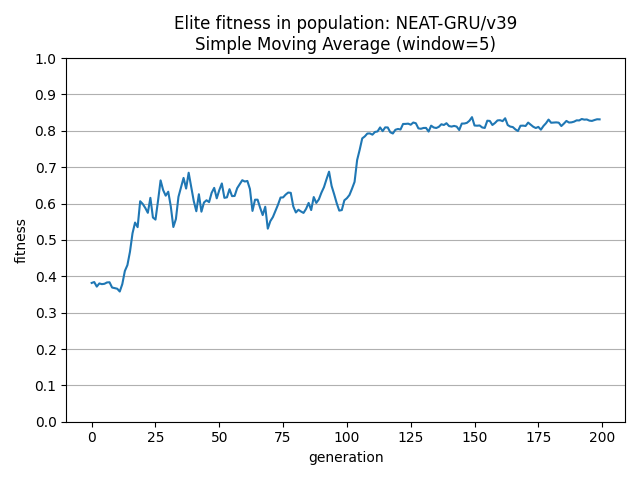 Elite fitness in population: NEAT-GRU/v39
Simple Moving Average (window=5)
1.0
0.9
0.8
0.7
0.6
0.5
0.4
0.3
0.2
0.1
0.0
fitness
0 25 50 75 100 125 150 175 200
generation